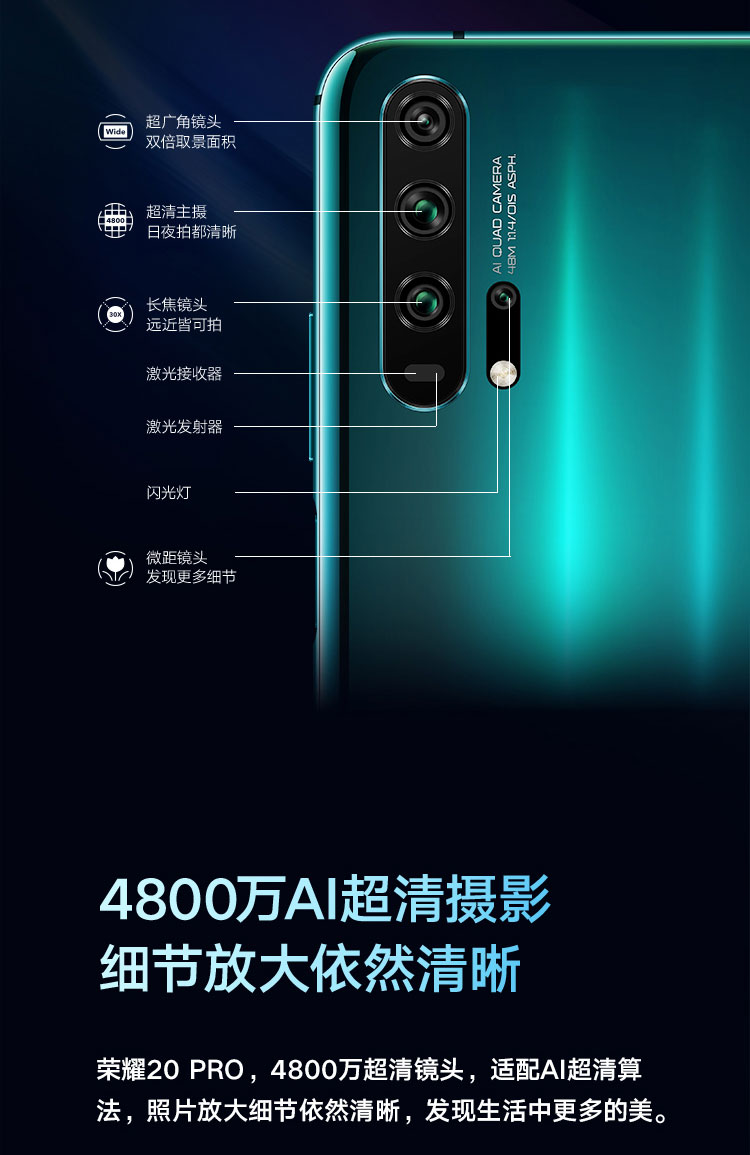 Wide
超广角镜头
双倍取景面积
4800
超清主摄
日夜拍都清晰
30X
长焦镜头
远近皆可拍
激光接收器
激光发射器
闪光灯
微距镜头
发现更多细节
AI QUAD CAMERA
48M 1:1.4/OIS ASPH.
4800万AI超清摄影
细节放大依然清晰
荣耀20 PRO，4800万超清镜头，适配AI超清算
法，照片放大细节依然清晰，发现生活中更多的美。